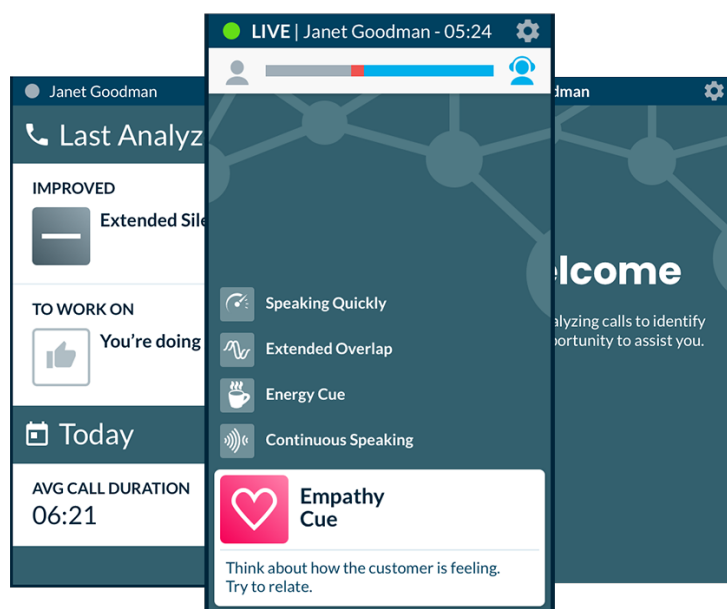 LIVE | Janet Goodman - 05:24
Janet Goodman
Last Analyz
IMPROVED
Extended Sile
TO WORK ON
You’re doing
Today
AVG CALL DURATION
06:21
Speaking Quickly
Extended Overlap
Energy Cue
Continuous Speaking
Empathy
Cue
Think about how the customer is feeling.
Try to relate.
dman
elcome
alyzing calls to identify
portunity to assist you.